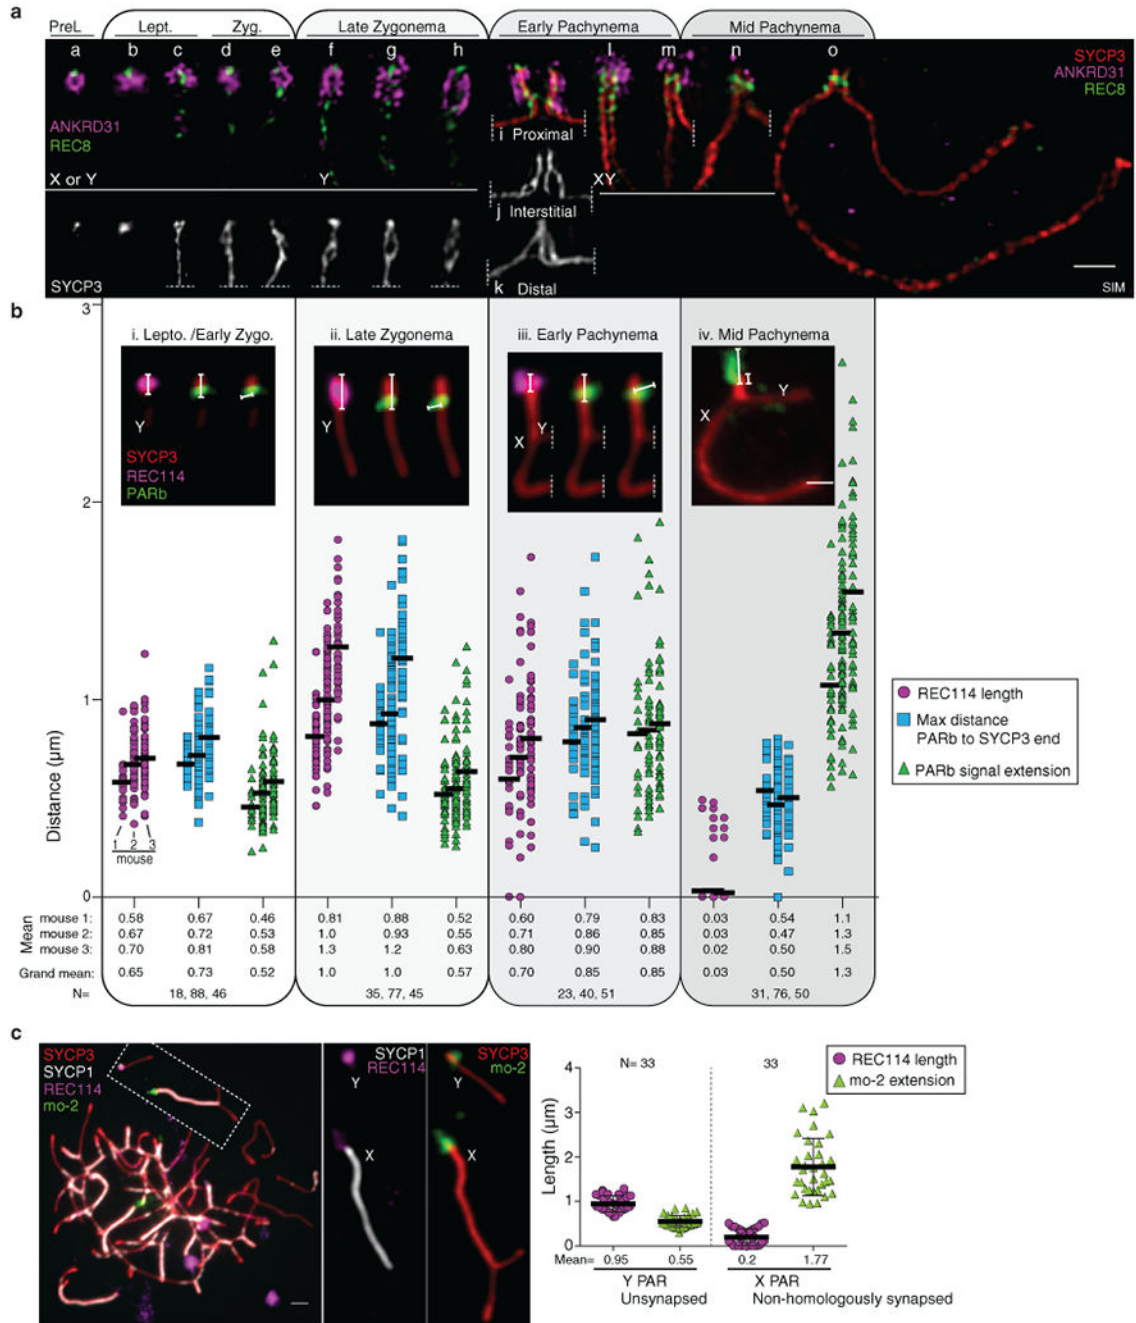 a
PreL. Lept. Zyg. Late Zygonema Early Pachynema Mid Pachynema
a b c d e f g h l m n o
SYCP3
ANKRD31
REC8
ANKRD31
REC8
X or Y
Y
i Proximal
XY
j Interstitial
k Distal
SYCP3
SIM
b
3
2
1
0
Distance (µm)
i. Lepto. /Early Zygo.
ii. Late Zygonema
iii. Early Pachynema
iv. Mid Pachynema
Y
SYCP3
REC114
PARb
Y
X Y
X Y
1 2 3
mouse
REC114 length
Max distance
PARb to SYCP3 end
PARb signal extension
Mean
mouse 1: 0.58 0.67 0.46 0.81 0.88 0.52 0.60 0.79 0.83 0.03 0.54 1.1
mouse 2: 0.67 0.72 0.53 1.0 0.93 0.55 0.71 0.86 0.85 0.03 0.47 1.3
mouse 3: 0.70 0.81 0.58 1.3 1.2 0.63 0.80 0.90 0.88 0.02 0.50 1.5
Grand mean: 0.65 0.73 0.52 1.0 1.0 0.57 0.70 0.85 0.85 0.03 0.50 1.3
N= 18, 88, 46 35, 77, 45 23, 40, 51 31, 76, 50
c
SYCP3
SYCP1
REC114
mo-2
SYCP1
REC114
Y
X
SYCP3
mo-2
Y
X
N= 33 33
REC114 length
mo-2 extension
Length (µm)
4
3
2
1
0
Mean= 0.95 0.55 0.2 1.77
Y PAR X PAR
Unsynapsed Non-homologously synapsed